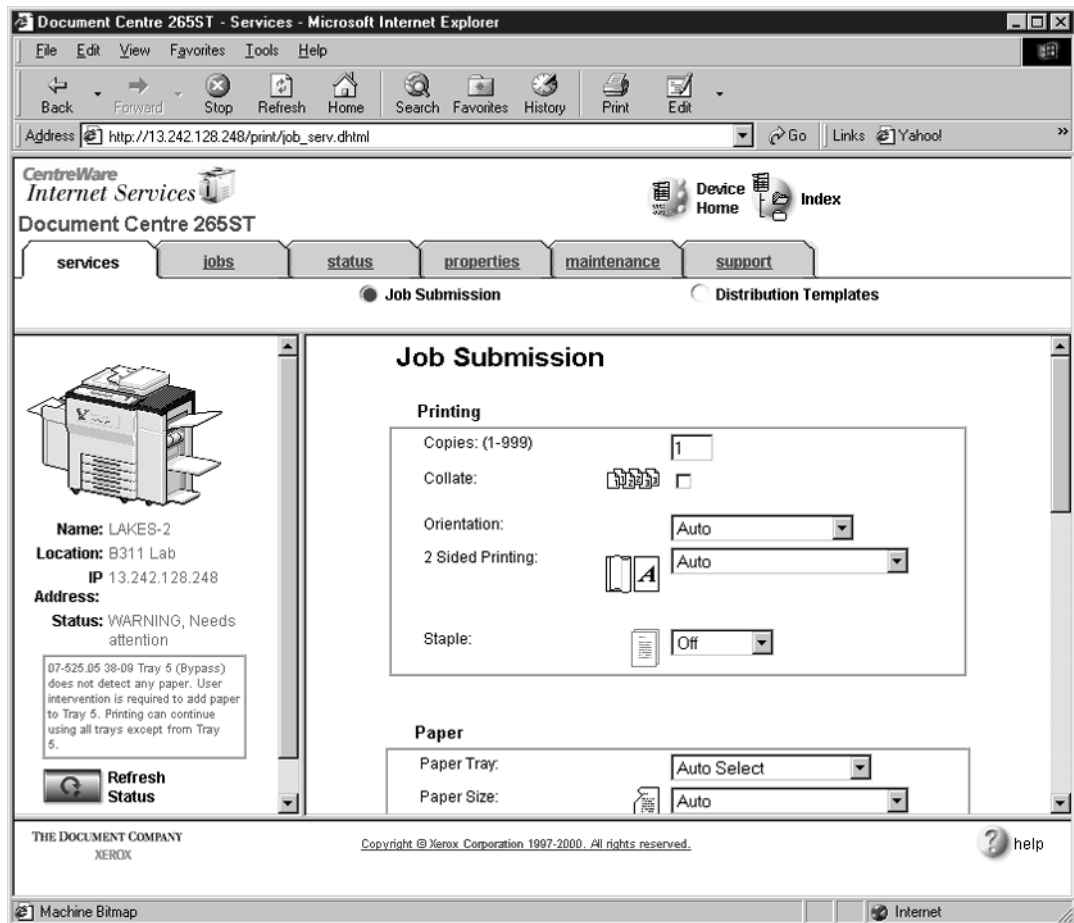 Document Centre 265ST - Services - Microsoft Internet Explorer
File Edit View Favorites Tools Help
Back Forward Stop Refresh Home Search Favorites History Print Edit
Address http://13.242.128.248/print/job_serv.dhtml Go Links Yahoo! »
CentreWare
Internet Services
Device Home
Index
Document Centre 265ST
services jobs status properties maintenance support
Job Submission Distribution Templates
Name: LAKES-2
Location: B311 Lab
IP Address: 13.242.128.248
Status: WARNING, Needs
attention
07-525.05 38-09 Tray 5 (Bypass)
does not detect any paper. User
intervention is required to add paper
to Tray 5. Printing can continue
using all trays except from Tray
5.
Refresh
Status
Job Submission
Printing
Copies: (1-999) 1
Collate:
Orientation: Auto
2 Sided Printing: Auto
A
Staple: Off
Paper
Paper Tray: Auto Select
Paper Size: Auto
THE DOCUMENT COMPANY
XEROX
Copyright © Xerox Corporation 1997-2000. All rights reserved.
? help
Machine Bitmap Internet